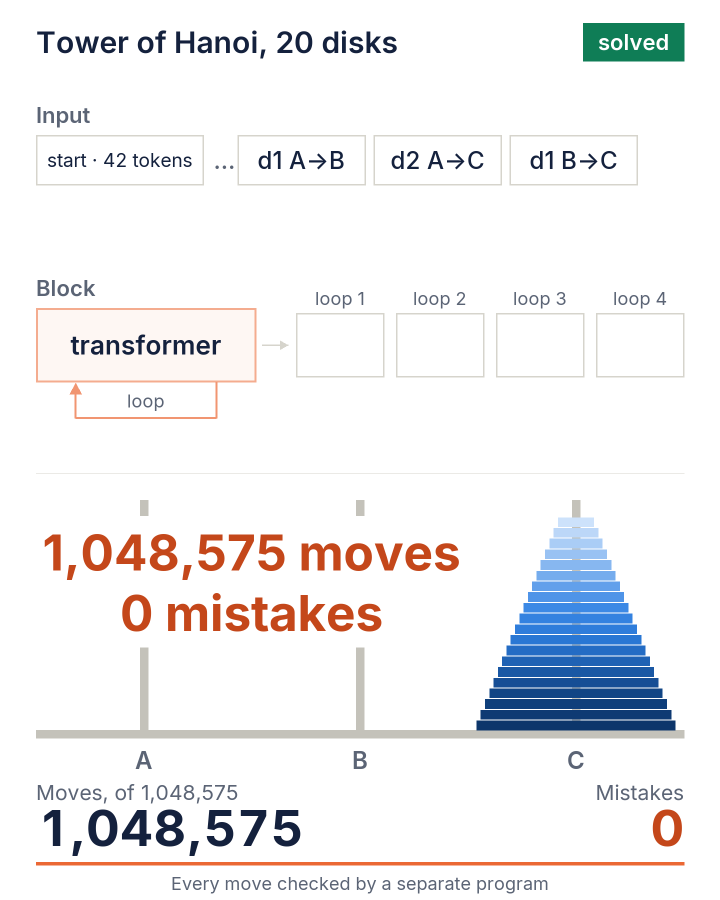 Tower of Hanoi, 20 disks
solved
Input
start · 42 tokens
...
d1 A→B
d2 A→C
d1 B→C
Block
loop 1
loop 2
loop 3
loop 4
transformer
loop
1,048,575 moves
0 mistakes
A
B
C
Moves, of 1,048,575
Mistakes
1,048,575
0
Every move checked by a separate program